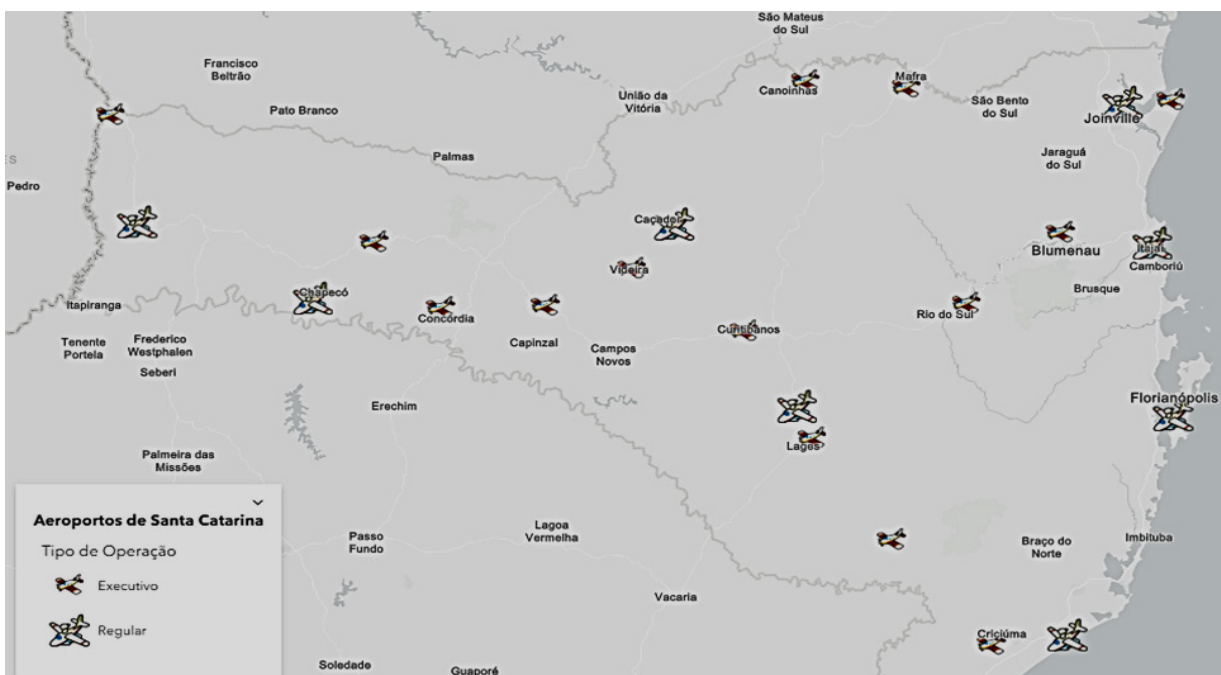 São Mateus
do Sul
Francisco
Beltrão
Mafra
Canoinhas
União da
Vitória
São Bento
do Sul
Pato Branco
Joinville
Jaraguá
do Sul
Palmas
Pedro
Caçador
Blumenau
Itajaí
Camboriú
Videira
Brusque
Chapecó
Itapiranga
Concórdia
Rio do Sul
Curitibanos
Tenente
Portela
Frederico
Westphalen
Capinzal
Campos
Novos
Seberi
Erechim
Florianópolis
Lages
Palmeira das
Missões
Aeroportos de Santa Catarina
Tipo de Operação
Executivo
Regular
Passo
Fundo
Lagoa
Vermelha
Braço do
Norte
Imbituba
Vacaria
Criciúma
Soledade
Guaporé